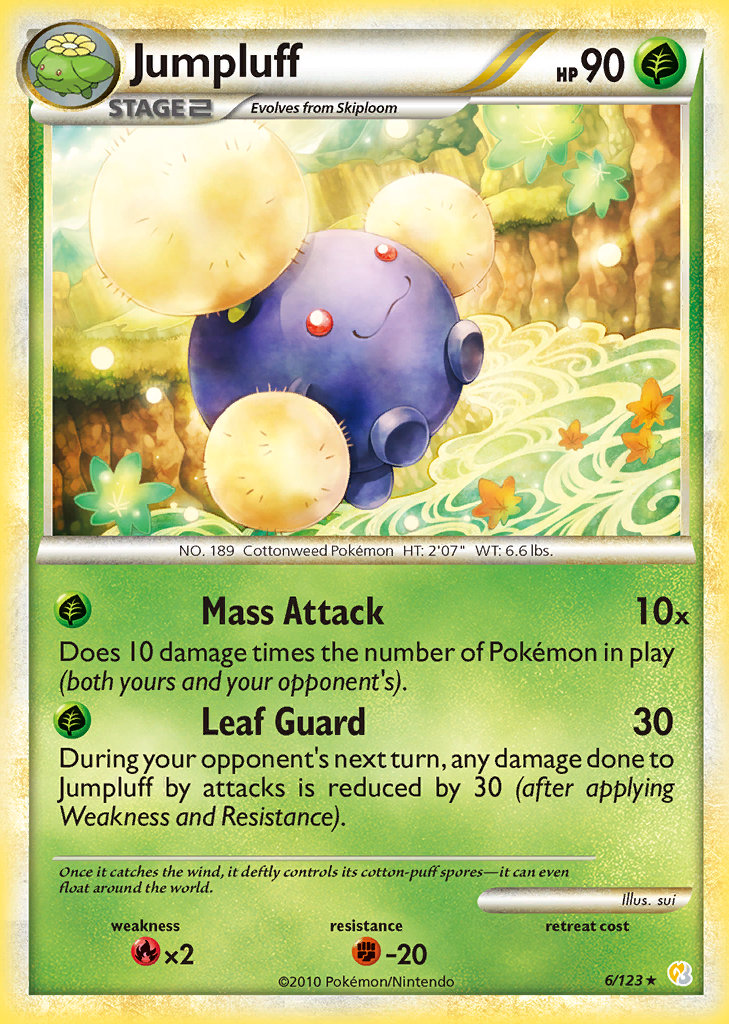 Jumpluff
HP 90
STAGE 2
Evolves from Skiploom
NO. 189 Cottonweed Pokémon HT: 2'07" WT: 6.6 lbs.
Mass Attack 10x
Does 10 damage times the number of Pokémon in play
(both yours and your opponent's).
Leaf Guard 30
During your opponent's next turn, any damage done to
Jumpluff by attacks is reduced by 30 (after applying
Weakness and Resistance).
Once it catches the wind, it deftly controls its cotton-puff spores—it can even
float around the world.
Illus. sui
weakness resistance retreat cost
×2 -20
©2010 Pokémon/Nintendo 6/123 ★